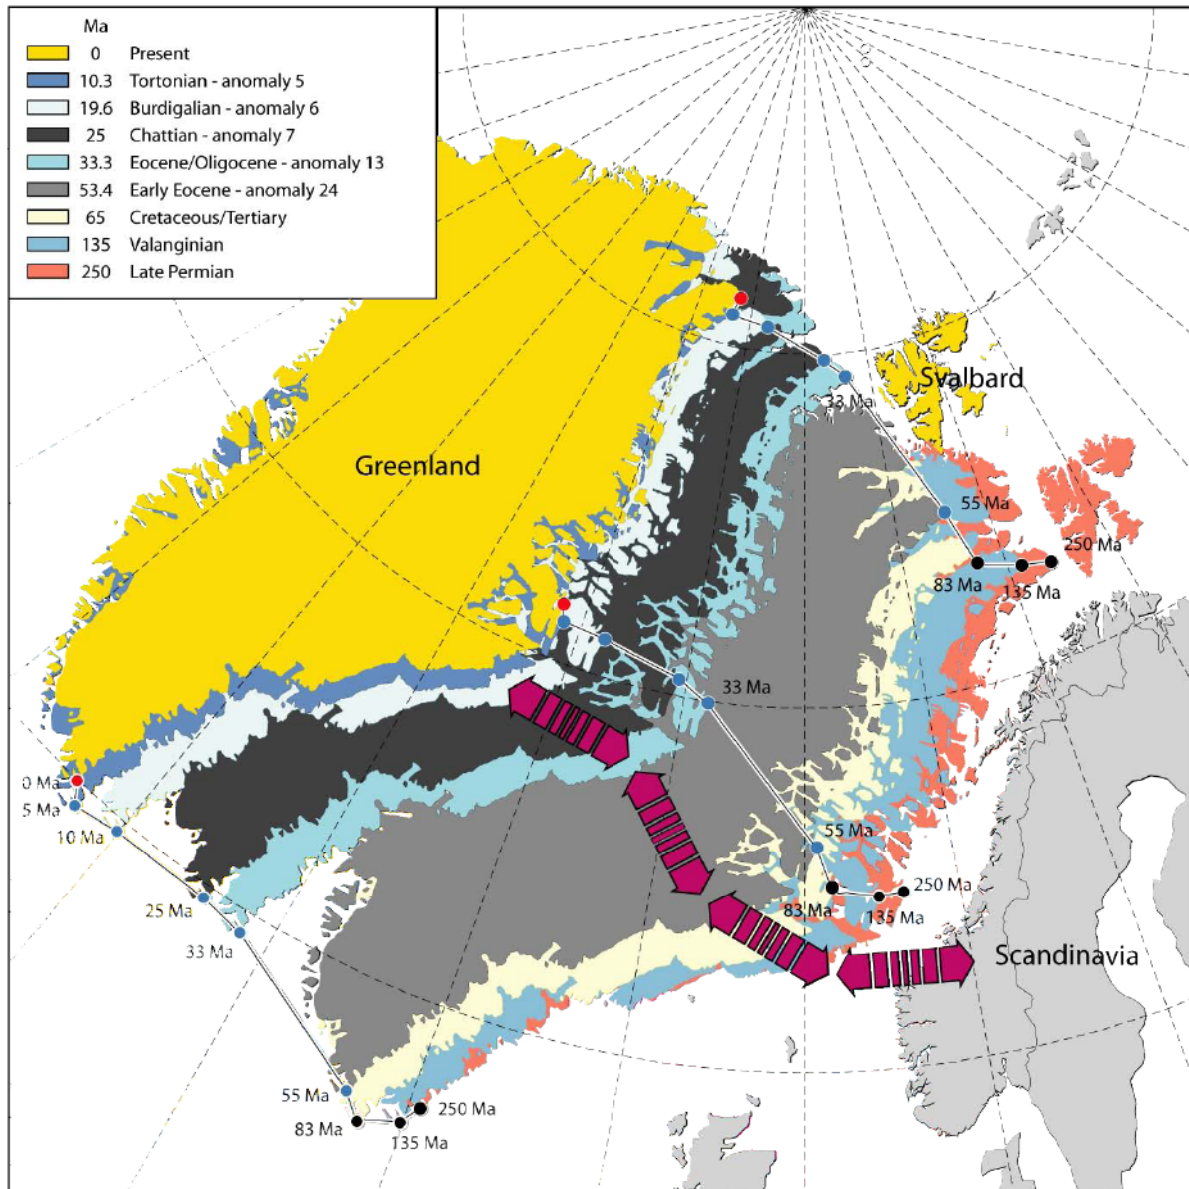 Ma
0 Present
10.3 Tortonian - anomaly 5
19.6 Burdigalian - anomaly 6
25 Chattian - anomaly 7
33.3 Eocene/Oligocene - anomaly 13
53.4 Early Eocene - anomaly 24
65 Cretaceous/Tertiary
135 Valanginian
250 Late Permian
Svalbard
33 Ma
Greenland
55 Ma
250 Ma
83 Ma
135 Ma
33 Ma
0 Ma
5 Ma
10 Ma
55 Ma
250 Ma
25 Ma
83 Ma
135 Ma
33 Ma
Scandinavia
55 Ma
250 Ma
83 Ma
135 Ma